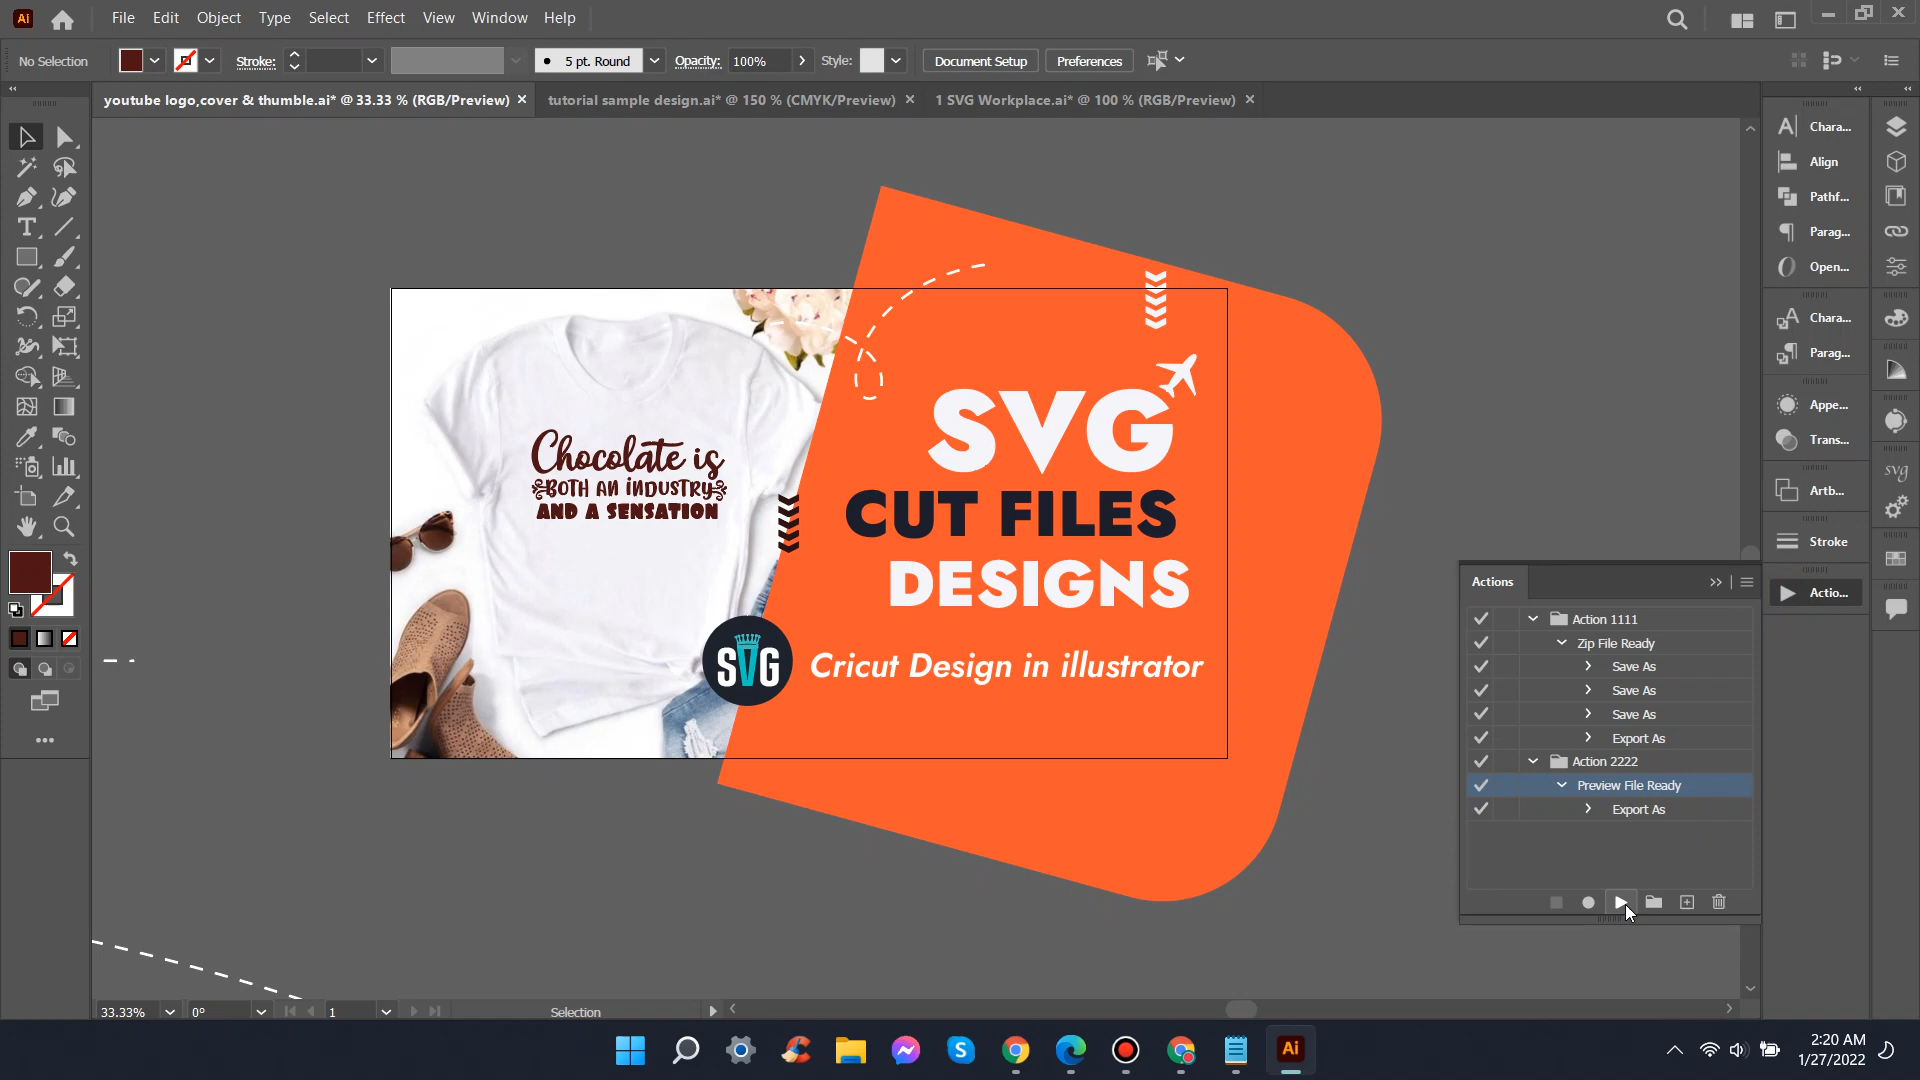 Ai
File Edit Object Type Select Effect View Window Help
No Selection
Stroke:
5 pt. Round
Opacity: 100%
Style:
Document Setup
Preferences
youtube logo,cover & thumble.ai* @ 33.33 % (RGB/Preview)
tutorial sample design.ai* @ 150 % (CMYK/Preview)
1 SVG Workplace.ai* @ 100 % (RGB/Preview)
Chara...
Align
Pathf...
Parag...
Open...
Chara...
Parag...
Appe...
Trans...
Artb...
Stroke
Actio...
svg
Chocolate is
BOTH AN INDUSTRY
AND A SENSATION
SVG
CUT FILES
DESIGNS
SVG
Cricut Design in illustrator
Actions
Action 1111
Zip File Ready
Save As
Save As
Save As
Export As
Action 2222
Preview File Ready
Export As
33.33%
0°
1
Selection
S
Ai
2:20 AM
1/27/2022